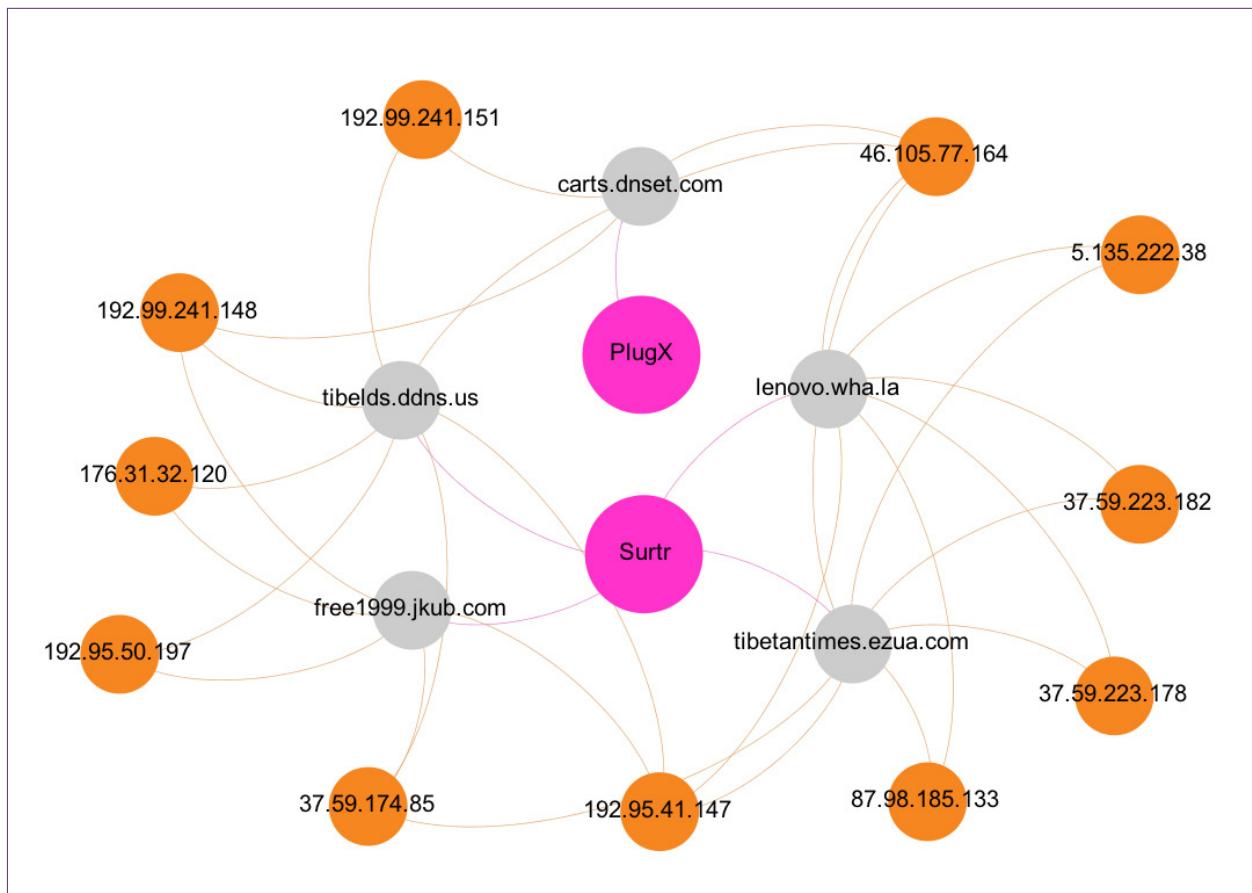 192.99.241.151
46.105.77.164
carts.dnset.com
5.135.222.38
192.99.241.148
PlugX
lenovo.wha.la
tibelds.ddns.us
176.31.32.120
37.59.223.182
Surtr
free1999.jkub.com
tibetantimes.ezua.com
192.95.50.197
37.59.223.178
87.98.185.133
37.59.174.85
192.95.41.147